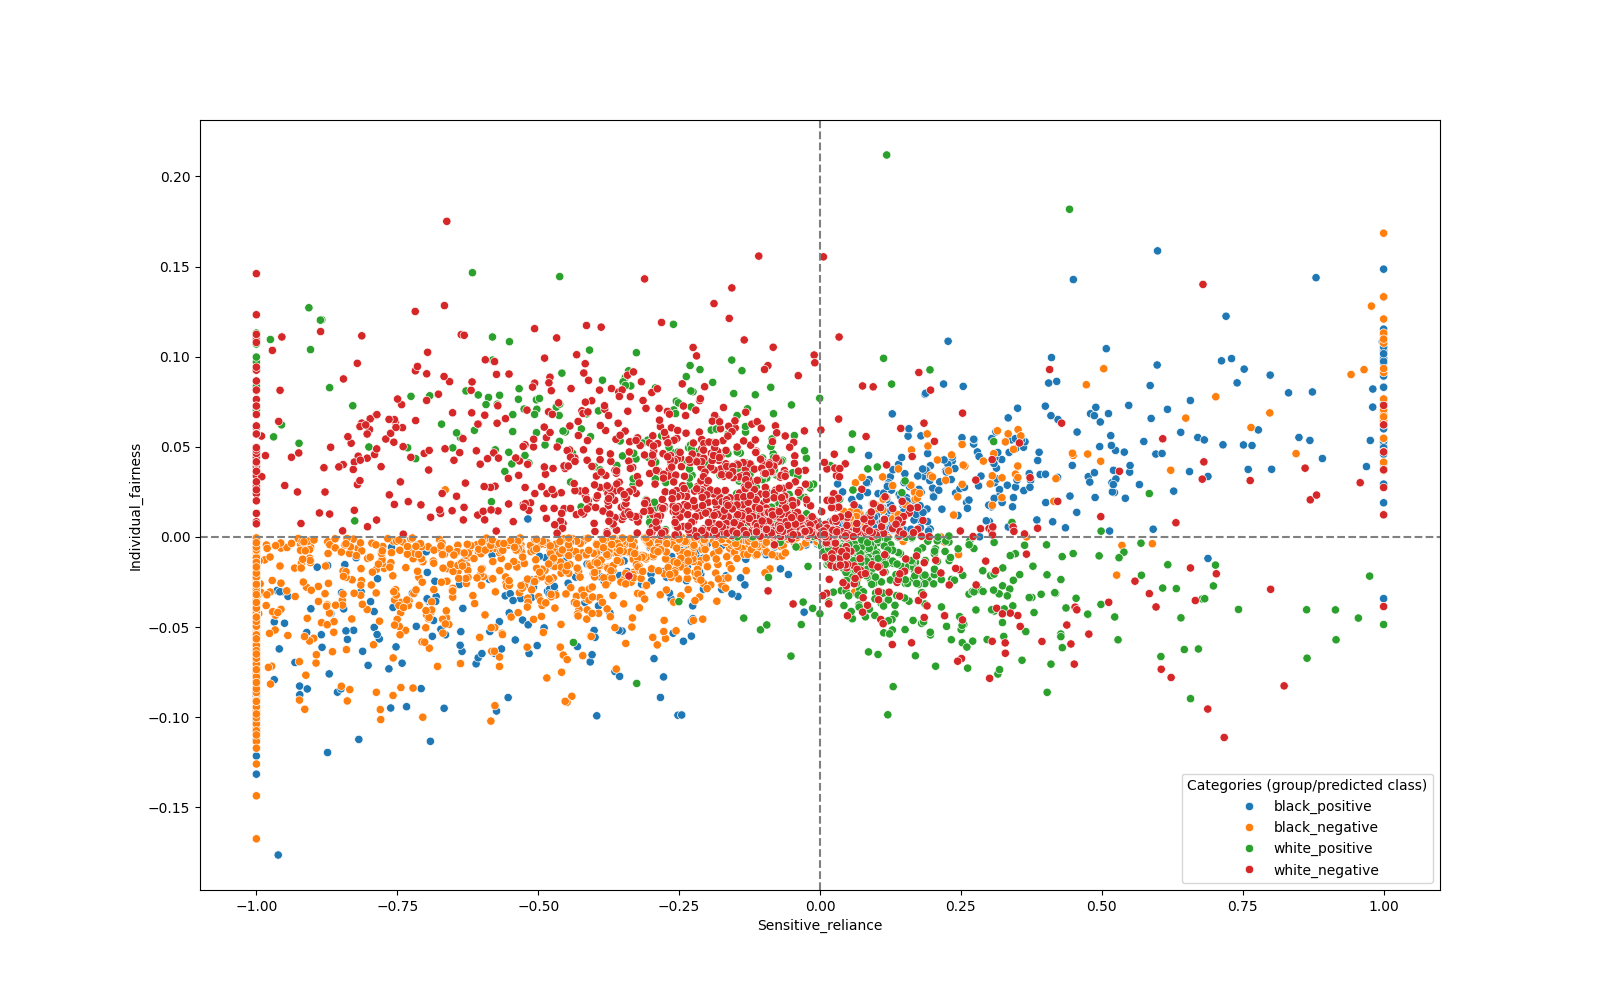 0.20
0.15
0.10
0.05
0.00
−0.05
−0.10
−0.15
Individual_fairness
−1.00 −0.75 −0.50 −0.25 0.00 0.25 0.50 0.75 1.00
Sensitive_reliance
Categories (group/predicted class)
black_positive
black_negative
white_positive
white_negative